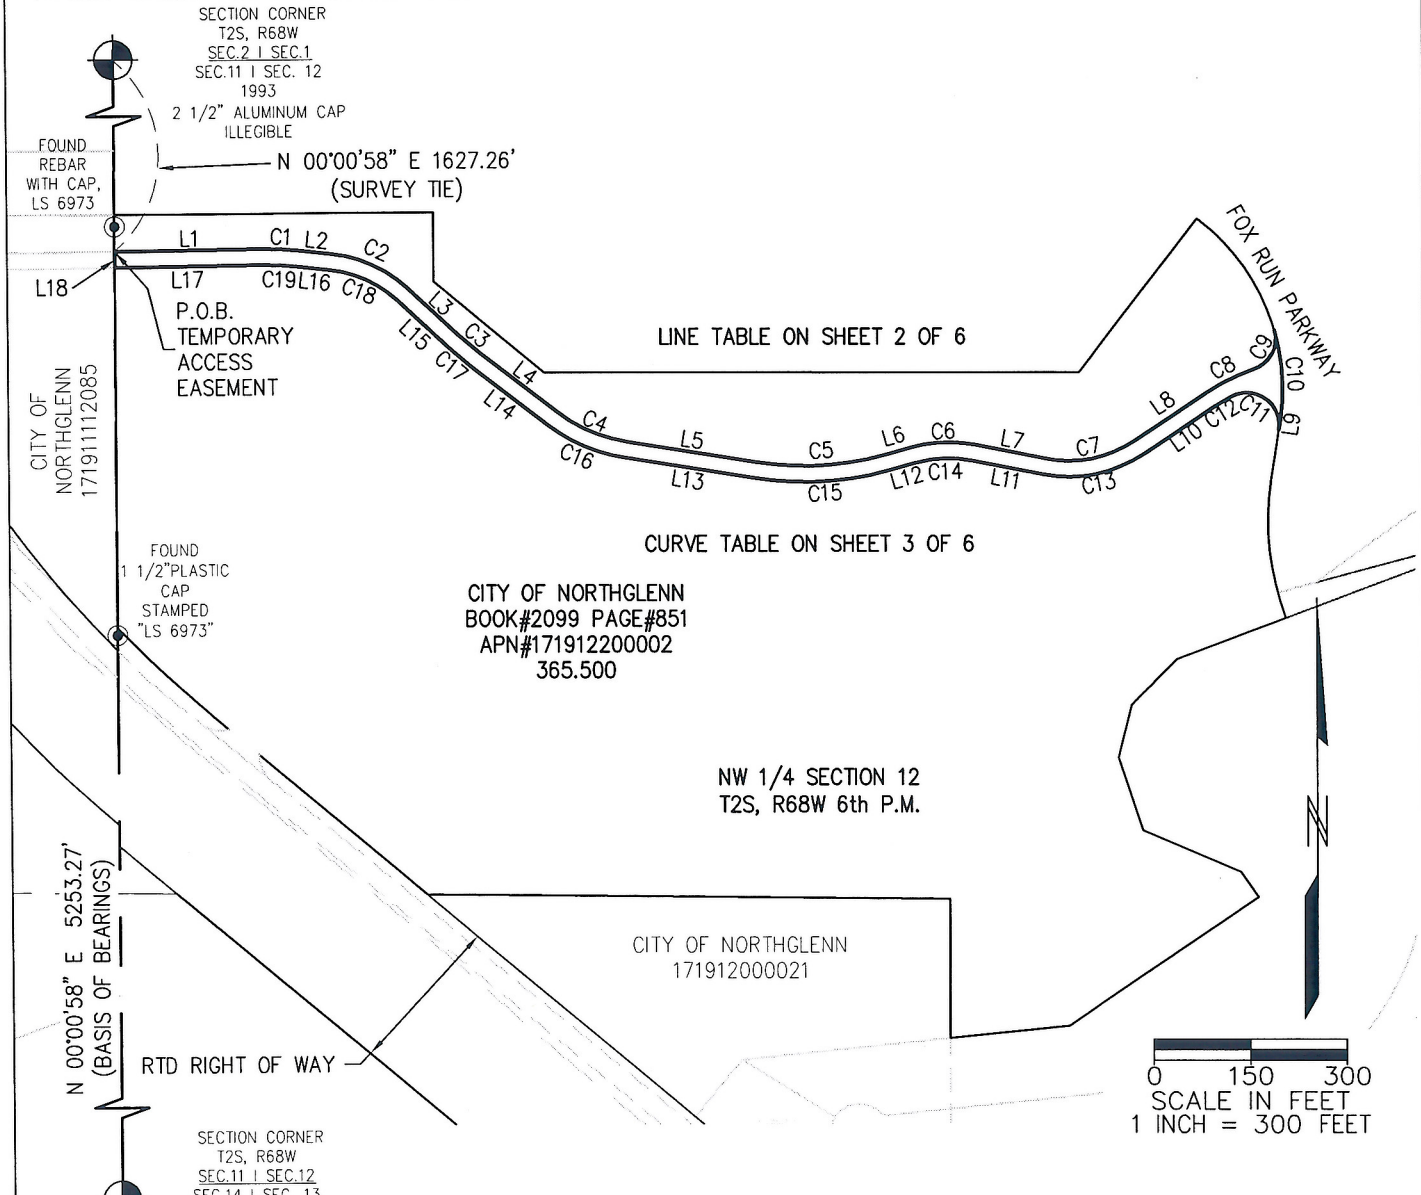 SECTION CORNER
T2S, R68W
SEC.2 | SEC.1
SEC.11 | SEC. 12
1993
2 1/2" ALUMINUM CAP
ILLEGIBLE
FOUND
REBAR
WITH CAP,
LS 6973
N 00°00'58" E 1627.26'
(SURVEY TIE)
L1
C1
L2
C2
L17
C19
L16
C18
L18
P.O.B.
TEMPORARY
ACCESS
EASEMENT
L3
C3
L4
L15
C17
L14
C4
C16
L5
L13
C5
C15
L6
L12
C6
C14
L7
L11
C7
C13
L8
L10
C8
C12
C9
C11
C10
L9
FOX RUN PARKWAY
LINE TABLE ON SHEET 2 OF 6
CITY OF
NORTHGLENN
171911112085
CURVE TABLE ON SHEET 3 OF 6
FOUND
1 1/2"PLASTIC
CAP
STAMPED
"LS 6973"
CITY OF NORTHGLENN
BOOK#2099 PAGE#851
APN#171912200002
365.500
NW 1/4 SECTION 12
T2S, R68W 6th P.M.
N
N 00°00'58" E 5253.27'
(BASIS OF BEARINGS)
CITY OF NORTHGLENN
171912000021
RTD RIGHT OF WAY
0 150 300
SCALE IN FEET
1 INCH = 300 FEET
SECTION CORNER
T2S, R68W
SEC.11 | SEC.12
SEC.14 | SEC. 13